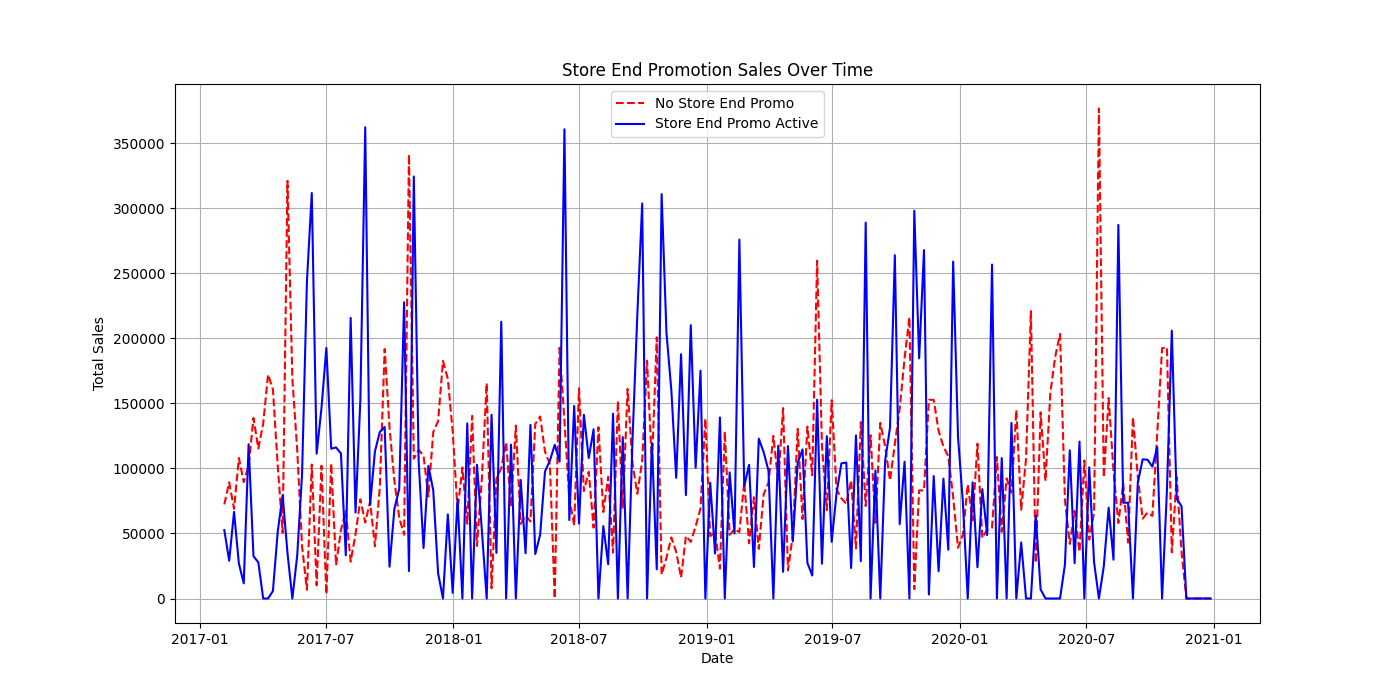 Store End Promotion Sales Over Time
No Store End Promo
Store End Promo Active
Total Sales
350000
300000
250000
200000
150000
100000
50000
0
2017-01 2017-07 2018-01 2018-07 2019-01 2019-07 2020-01 2020-07 2021-01
Date